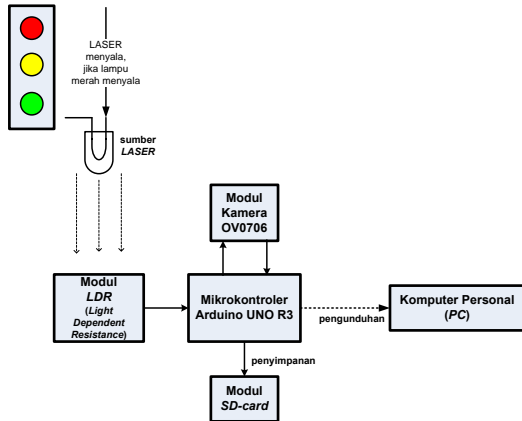 LASER
menyala,
jika lampu
merah menyala
sumber
LASER
Modul
Kamera
OV0706
Modul
LDR
(Light
Dependent
Resistance)
Mikrokontroler
Arduino UNO R3
pengunduhan
Komputer Personal
(PC)
penyimpanan
Modul
SD-card